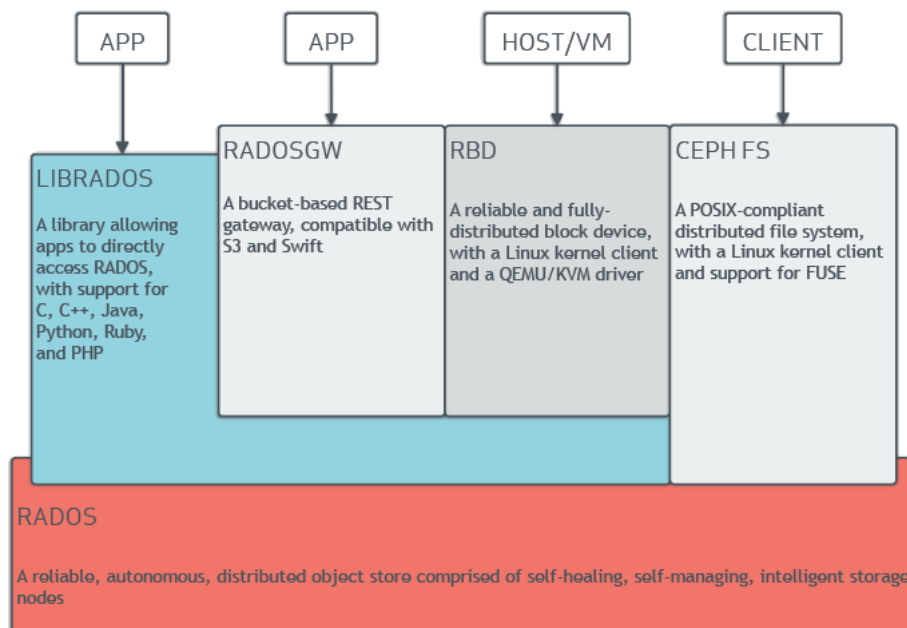 APP
APP
HOST/VM
CLIENT
LIBRADOS
A library allowing
apps to directly
access RADOS,
with support for
C, C++, Java,
Python, Ruby,
and PHP
RADOSGW
A bucket-based REST
gateway, compatible with
S3 and Swift
RBD
A reliable and fully-
distributed block device,
with a Linux kernel client
and a QEMU/KVM driver
CEPH FS
A POSIX-compliant
distributed file system,
with a Linux kernel client
and support for FUSE
RADOS
A reliable, autonomous, distributed object store comprised of self-healing, self-managing, intelligent storage
nodes